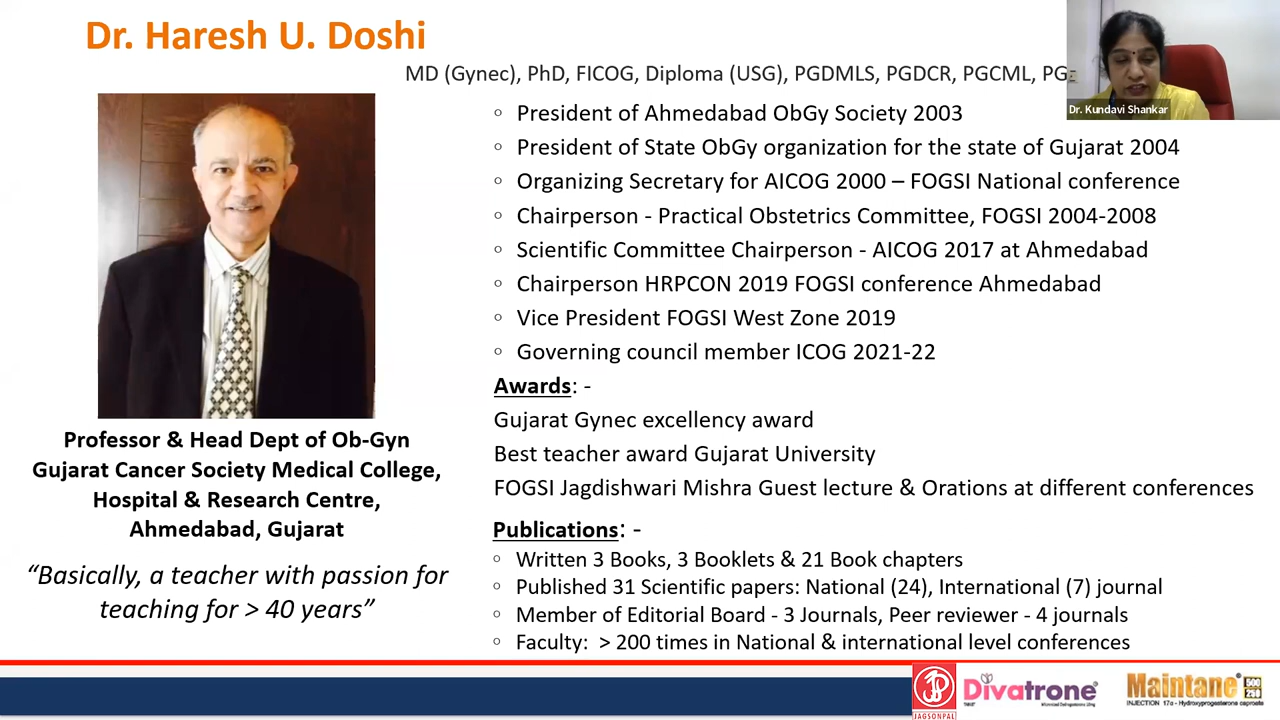 Dr. Haresh U. Doshi
MD (Gynec), PhD, FICOG, Diploma (USG), PGDMLS, PGDCR, PGCML,
Dr. Kundavi Shankar
◦ President of Ahmedabad ObGy Society 2003
◦ President of State ObGy organization for the state of Gujarat 2004
◦ Organizing Secretary for AICOG 2000 – FOGSI National conference
◦ Chairperson - Practical Obstetrics Committee, FOGSI 2004-2008
◦ Scientific Committee Chairperson - AICOG 2017 at Ahmedabad
◦ Chairperson HRPCON 2019 FOGSI conference Ahmedabad
◦ Vice President FOGSI West Zone 2019
◦ Governing council member ICOG 2021-22
Awards: -
Gujarat Gynec excellency award
Best teacher award Gujarat University
FOGSI Jagdishwari Mishra Guest lecture & Orations at different conferences
Publications: -
◦ Written 3 Books, 3 Booklets & 21 Book chapters
◦ Published 31 Scientific papers: National (24), International (7) journal
◦ Member of Editorial Board - 3 Journals, Peer reviewer - 4 journals
◦ Faculty: > 200 times in National & international level conferences
Professor & Head Dept of Ob-Gyn
Gujarat Cancer Society Medical College,
Hospital & Research Centre,
Ahmedabad, Gujarat
“Basically, a teacher with passion for
teaching for > 40 years”
JAGSONPAL
Divatrone
Maintane 500 250
INJECTION 17α - Hydroxyprogesterone caproate